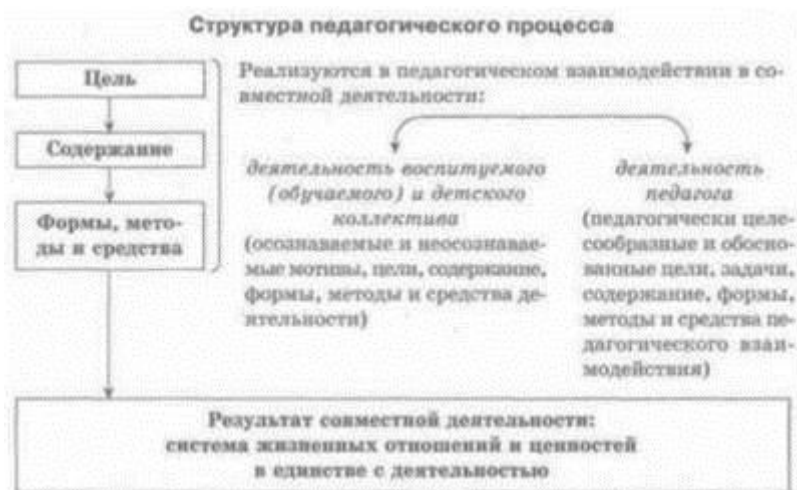 Структура педагогического процесса
Цель
Содержание
Формы, мето-
ды и средства
Реализуются в педагогическом взаимодействии в со-
вместной деятельности:
деятельность воспитуемого
(обучаемого) и детского
коллектива
(осознаваемые и неосознавае-
мые мотивы, цели, содержание,
формы, методы и средства де-
ятельности)
деятельность
педагога
(педагогически целе-
сообразные и обосно-
ванные цели, задачи,
содержание, формы,
методы и средства пе-
дагогического взаи-
модействия)
Результат совместной деятельности:
система жизненных отношений и ценностей
в единстве с деятельностью